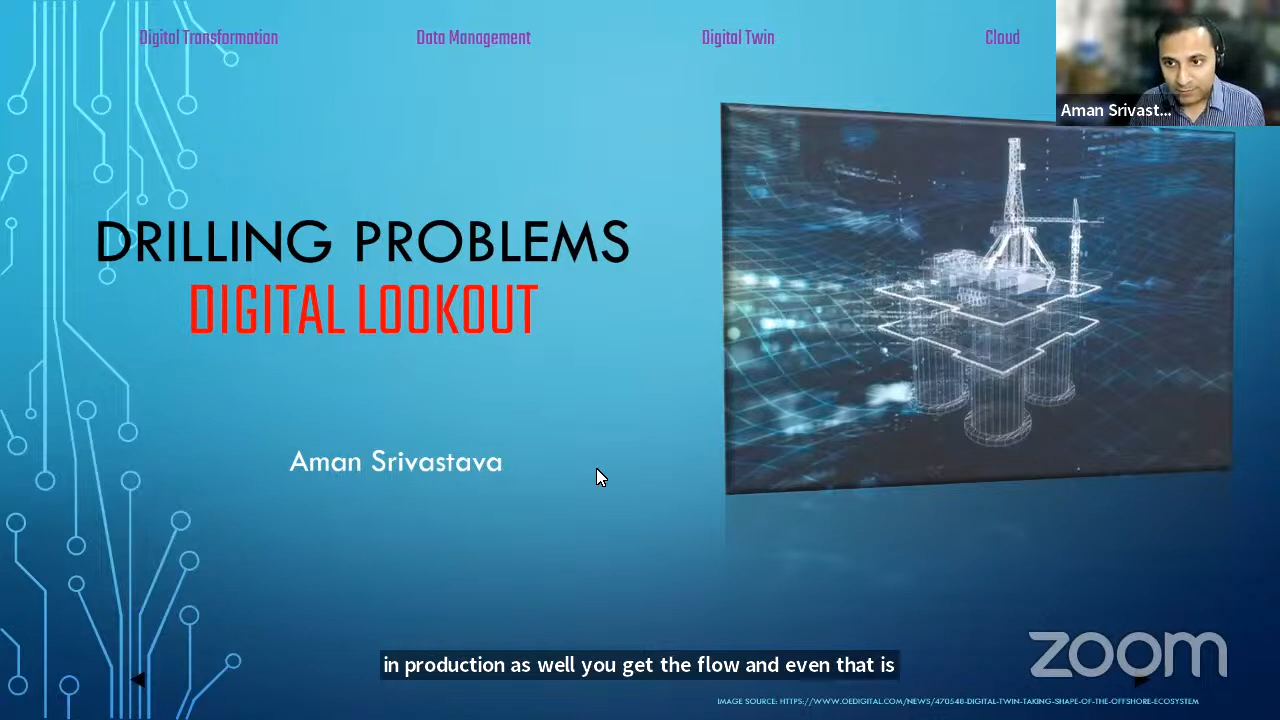 Digital Transformation
Data Management
Digital Twin
Cloud
Aman Srivast...
DRILLING PROBLEMS
DIGITAL LOOKOUT
Aman Srivastava
in production as well you get the flow and even that is
zoom
IMAGE SOURCE: HTTPS://WWW.OEDIGITAL.COM/NEWS/470548-DIGITAL-TWIN-TAKING-SHAPE-OF-THE-OFFSHORE-ECOSYSTEM